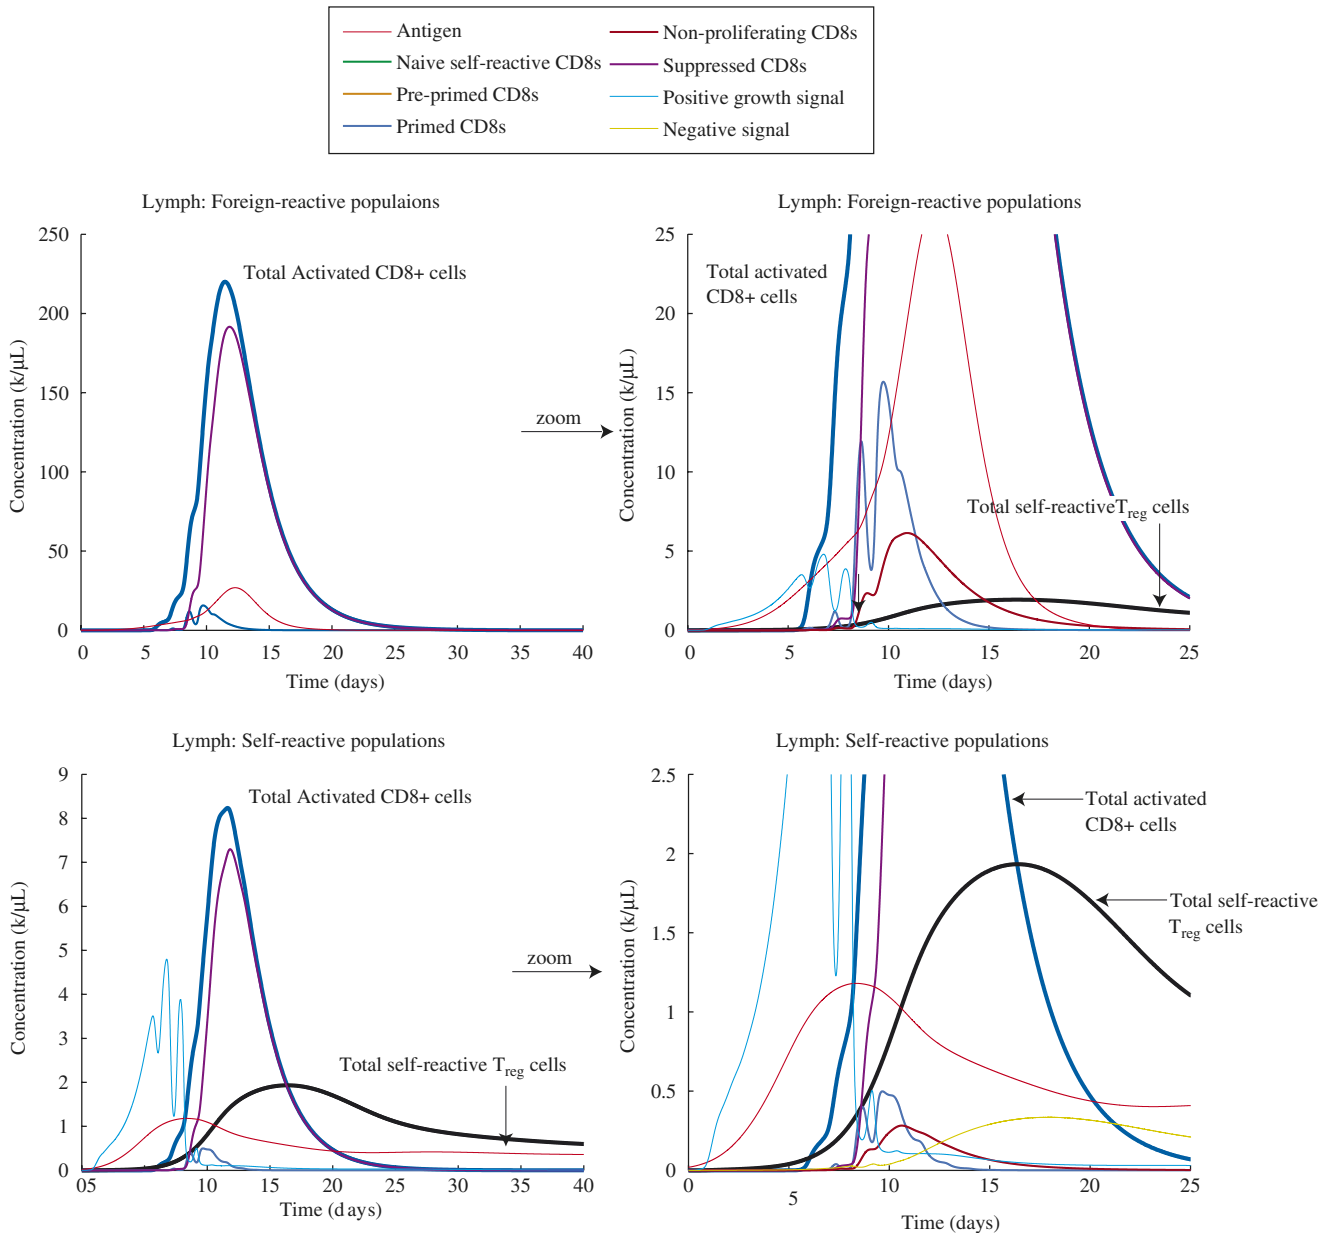 Antigen
Naive self-reactive CD8s
Pre-primed CD8s
Primed CD8s
Non-proliferating CD8s
Suppressed CD8s
Positive growth signal
Negative signal
Lymph: Foreign-reactive populaions
250
200
150
100
50
0
Concentration (k/μL)
Total Activated CD8+ cells
0 5 10 15 20 25 30 35 40
Time (days)
zoom
Lymph: Foreign-reactive populations
25
20
15
10
5
0
Concentration (k/μL)
Total activated
CD8+ cells
Total self-reactiveTreg cells
0 5 10 15 20 25
Time (days)
Lymph: Self-reactive populations
9
8
7
6
5
4
3
2
1
0
Concentration (k/μL)
Total Activated CD8+ cells
Total self-reactive Treg cells
05 10 15 20 25 30 35 40
Time (days)
zoom
Lymph: Self-reactive populations
2.5
2
1.5
1
0.5
0
Concentration (k/μL)
Total activated
CD8+ cells
Total self-reactive
Treg cells
0 5 10 15 20 25
Time (days)